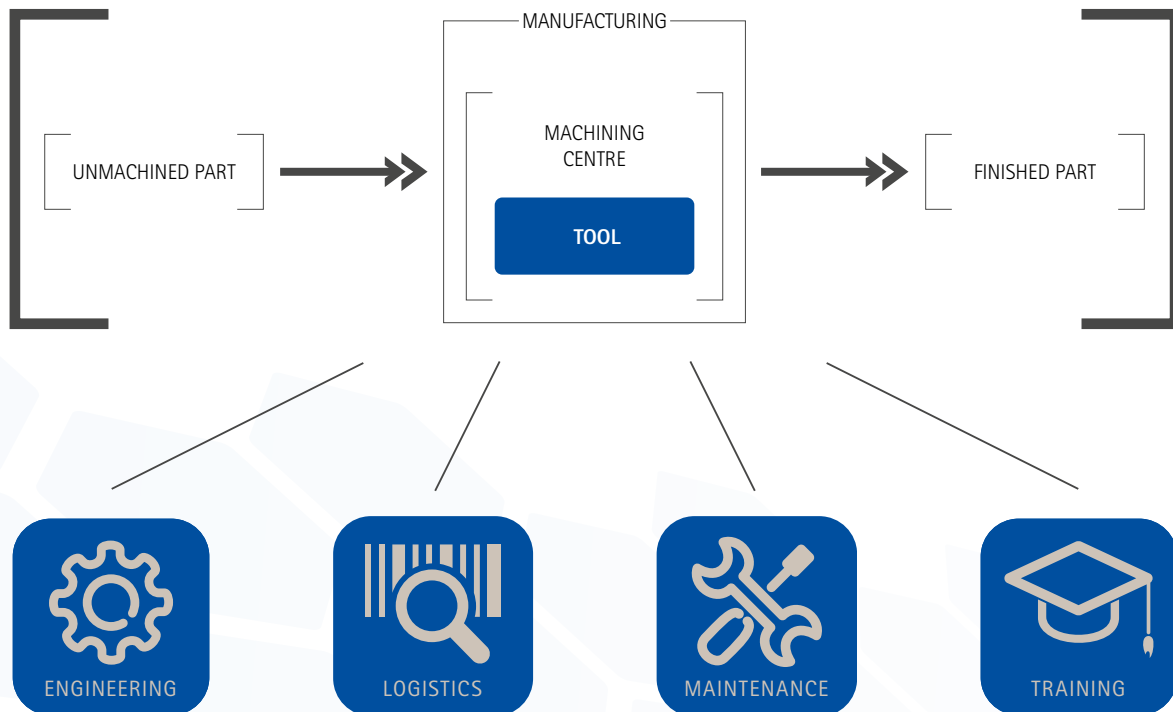 MANUFACTURING
UNMACHINED PART
MACHINING
CENTRE
TOOL
FINISHED PART
ENGINEERING
LOGISTICS
MAINTENANCE
TRAINING